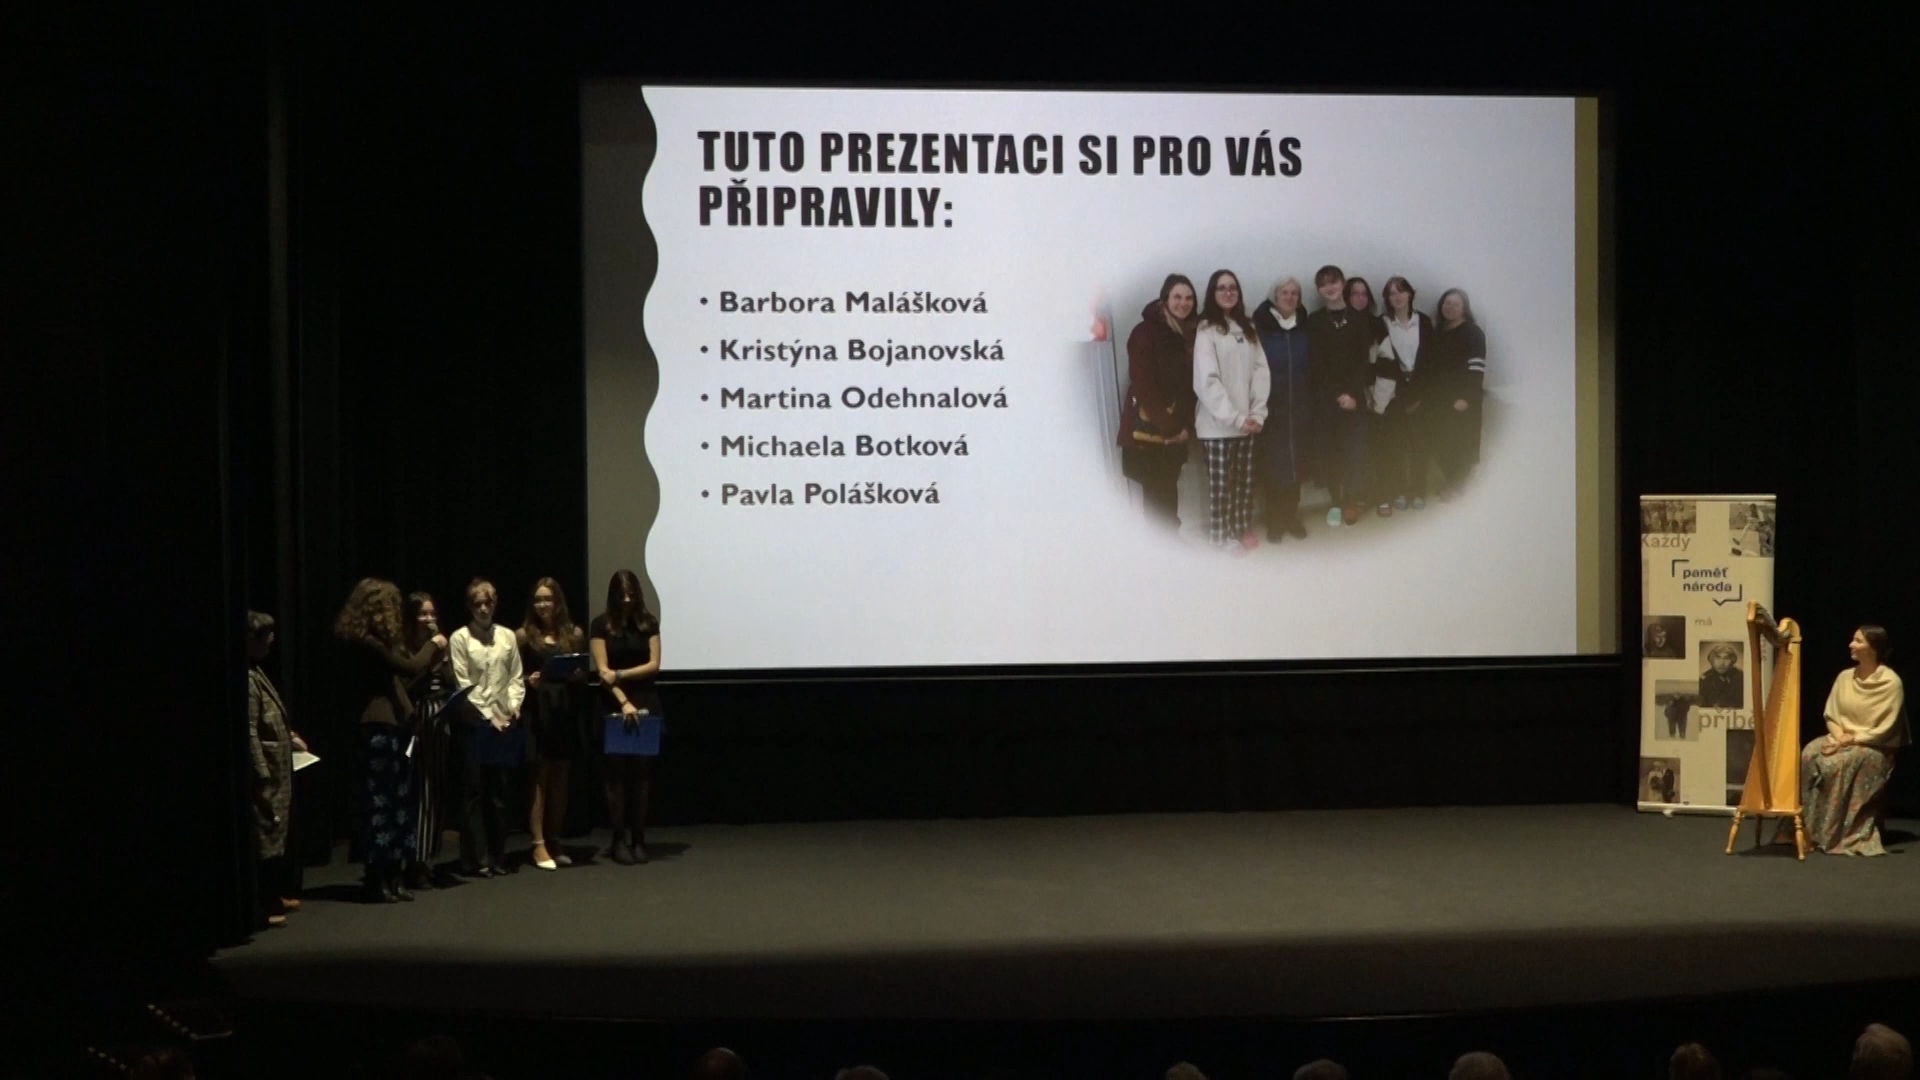 TUTO PREZENTACI SI PRO VÁS
PŘIPRAVILY:
• Barbora Malášková
• Kristýna Bojanovská
• Martina Odehnalová
• Michaela Botková
• Pavla Polášková
Každý
paměť
národa
má
příbě